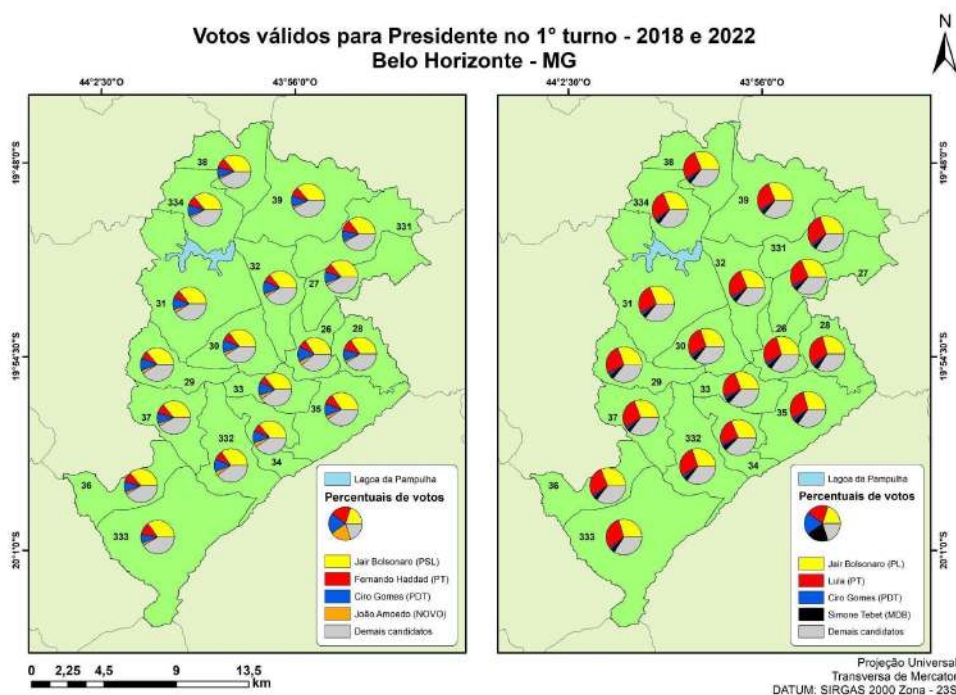 Votos válidos para Presidente no 1° turno - 2018 e 2022
Belo Horizonte - MG
N
44°2'30"O
43°56'0"O
44°2'30"O
43°56'0"O
19°48'0"S
19°54'30"S
20°1'0"S
38
334
39
331
32
27
31
26
28
30
29
33
35
37
332
34
36
333
Lagoa da Pampulha
Percentuais de votos
Jair Bolsonaro (PSL)
Fernando Haddad (PT)
Ciro Gomes (PDT)
João Amoedo (NOVO)
Demais candidatos
38
334
39
331
32
27
31
26
28
30
29
33
35
37
332
34
36
333
Lagoa da Pampulha
Percentuais de votos
Jair Bolsonaro (PL)
Lula (PT)
Ciro Gomes (PDT)
Simone Tebet (MDB)
Demais candidatos
19°48'0"S
19°54'30"S
20°1'0"S
0 2,25 4,5 9 13,5
km
Projeção Universal
Transversa de Mercator
DATUM: SIRGAS 2000 Zona - 23S